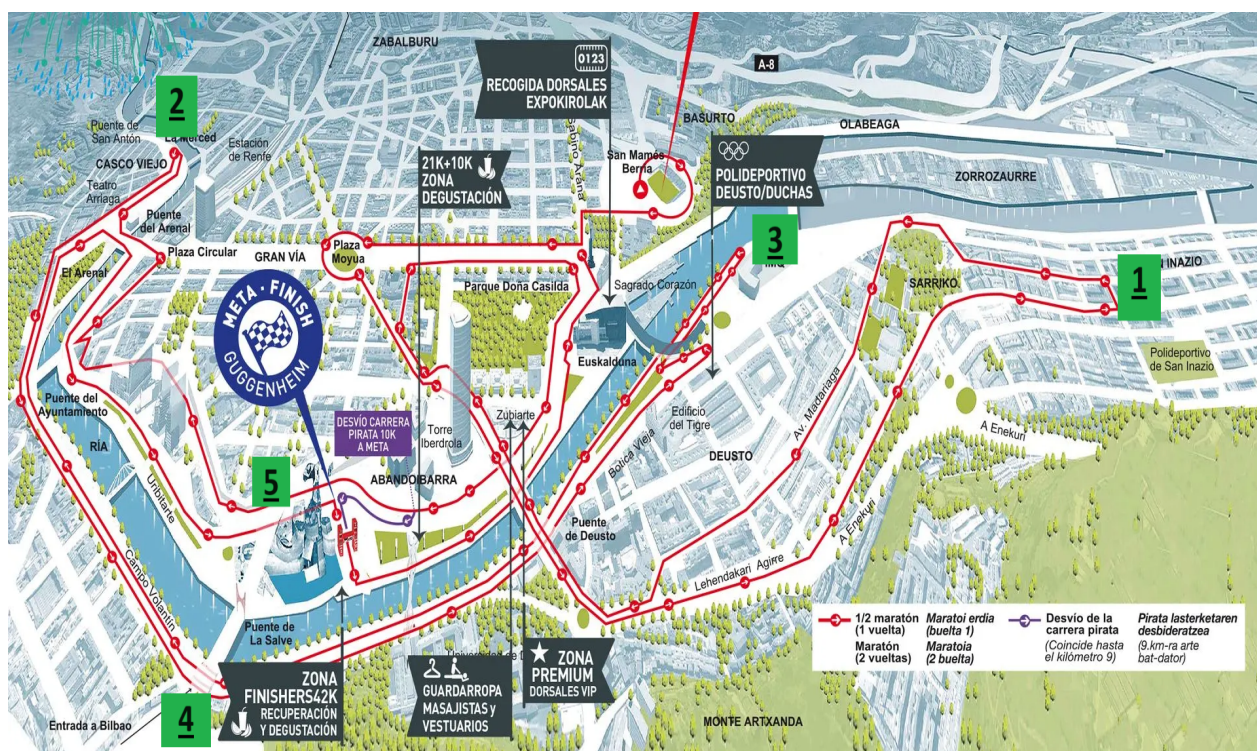 ZABALBURU
0123
RECOGIDA DORSALES
EXPOKIROLAK
A-8
BASURTO
OLABEAGA
ZORROZAURRE
2
Puente de
San Antón
La Merced
CASCO VIEJO
Estación
de Renfe
Teatro
Arriaga
Puente
del Arenal
Plaza Circular
El Arenal
GRAN VÍA
Plaza
Moyua
21K+10K
ZONA
DEGUSTACIÓN
Sabino Arana
San Mamés
Berria
POLIDEPORTIVO
DEUSTO/DUCHAS
3
1
SARRIKO
Polideportivo
de San Inazio
META · FINISH
GUGGENHEIM
Parque Doña Casilda
Sagrado Corazón
Euskalduna
Puente del
Ayuntamiento
RÍA
DESVÍO CARRERA
PIRATA 10K
A META
Torre
Iberdrola
Zubiarte
Edificio
del Tigre
Botica Vieja
DEUSTO
Av. Madariaga
A Enekuri
A Enekuri
5
ABANDOIBARRA
Uribitarte
Puente
de Deusto
Lehendakari Agirre
Campo Volantín
Puente de
La Salve
4
Entrada a Bilbao
ZONA
FINISHERS42K
RECUPERACIÓN
Y DEGUSTACIÓN
GUARDARROPA
MASAJISTAS y
VESTUARIOS
ZONA
PREMIUM
DORSALES VIP
MONTE ARTXANDA
1/2 maratón
(1 vuelta)
Maratón
(2 vueltas)
Maratoi erdia
(buelta 1)
Maratoia
(2 buelta)
Desvío de la
carrera pirata
(Coincide hasta
el kilómetro 9)
Pirata lasterketaren
desbideratzea
(9.km-ra arte
bat-dator)